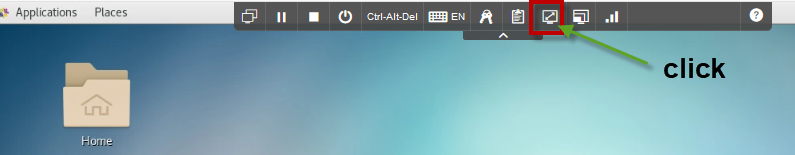 Applications Places
Ctrl-Alt-Del EN ?
click
Home